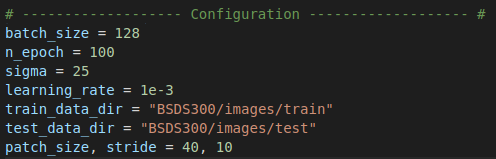 # ------------------- Configuration ------------------- #
batch_size = 128
n_epoch = 100
sigma = 25
learning_rate = 1e-3
train_data_dir = "BSDS300/images/train"
test_data_dir = "BSDS300/images/test"
patch_size, stride = 40, 10